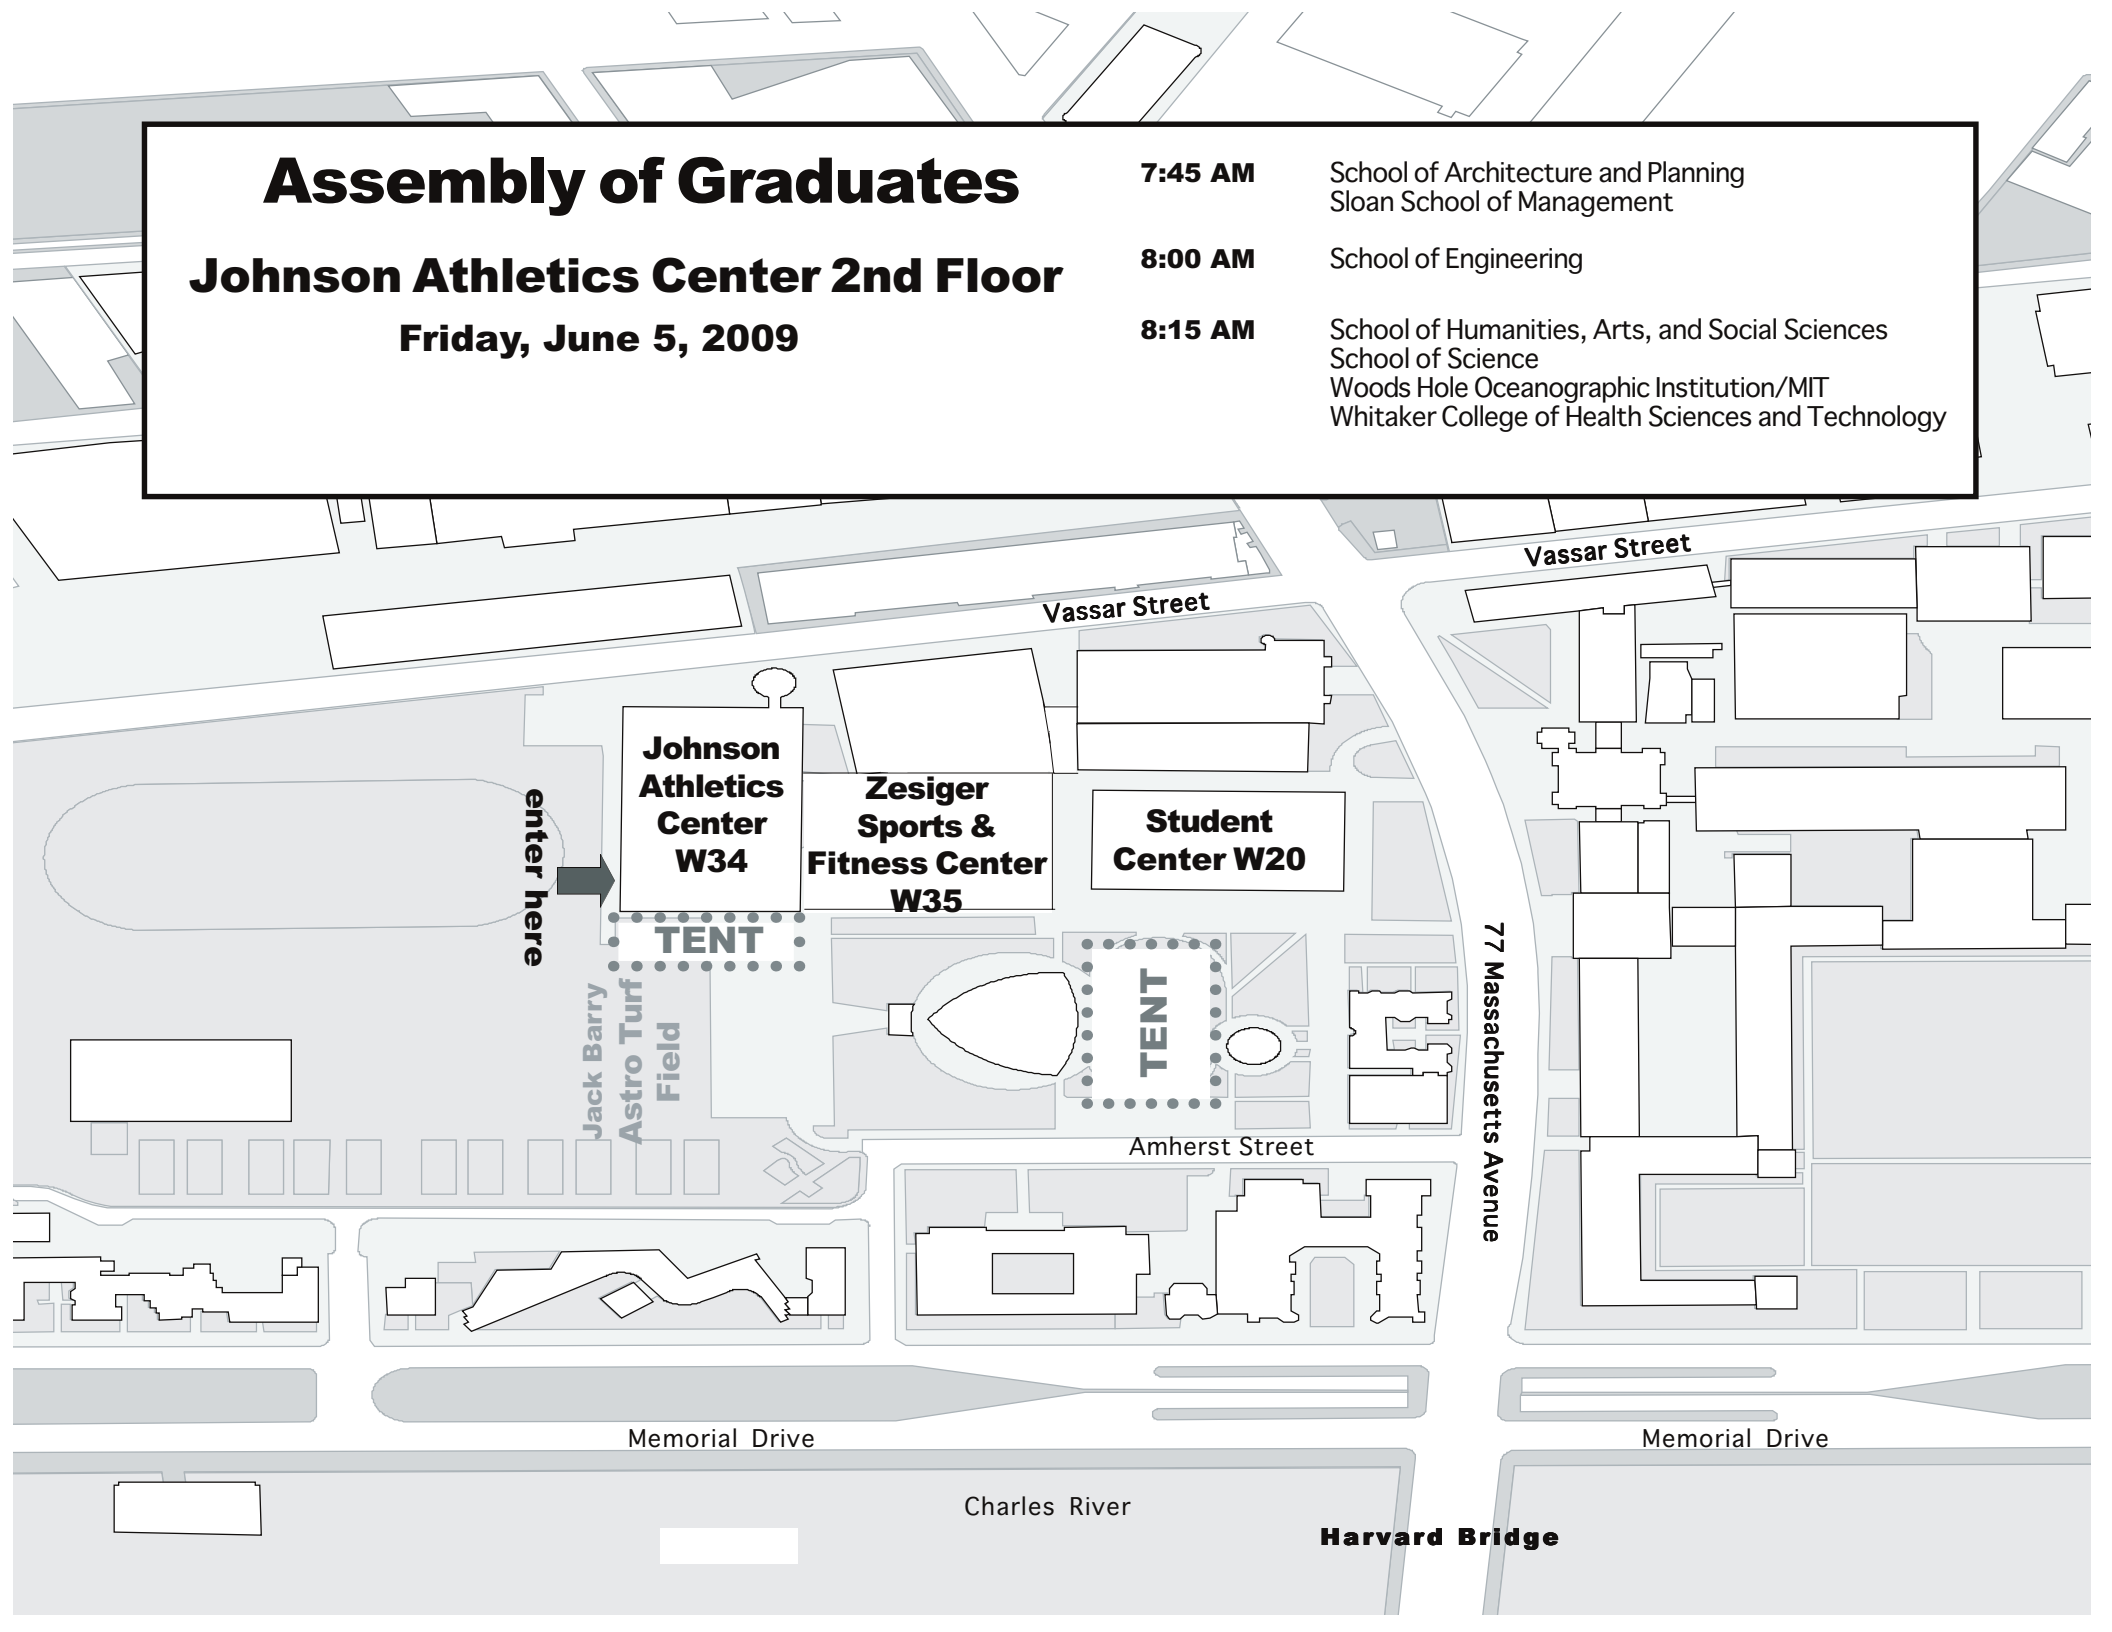 Assembly of Graduates
Johnson Athletics Center 2nd Floor
Friday, June 5, 2009
7:45 AM
School of Architecture and Planning
Sloan School of Management
8:00 AM
School of Engineering
8:15 AM
School of Humanities, Arts, and Social Sciences
School of Science
Woods Hole Oceanographic Institution/MIT
Whitaker College of Health Sciences and Technology
Vassar Street
Vassar Street
Johnson
Athletics
Center
W34
Zesiger
Sports &
Fitness Center
W35
Student
Center W20
enter here
TENT
TENT
Jack Barry
Astro Turf
Field
77 Massachusetts Avenue
Amherst Street
Memorial Drive
Memorial Drive
Charles River
Harvard Bridge